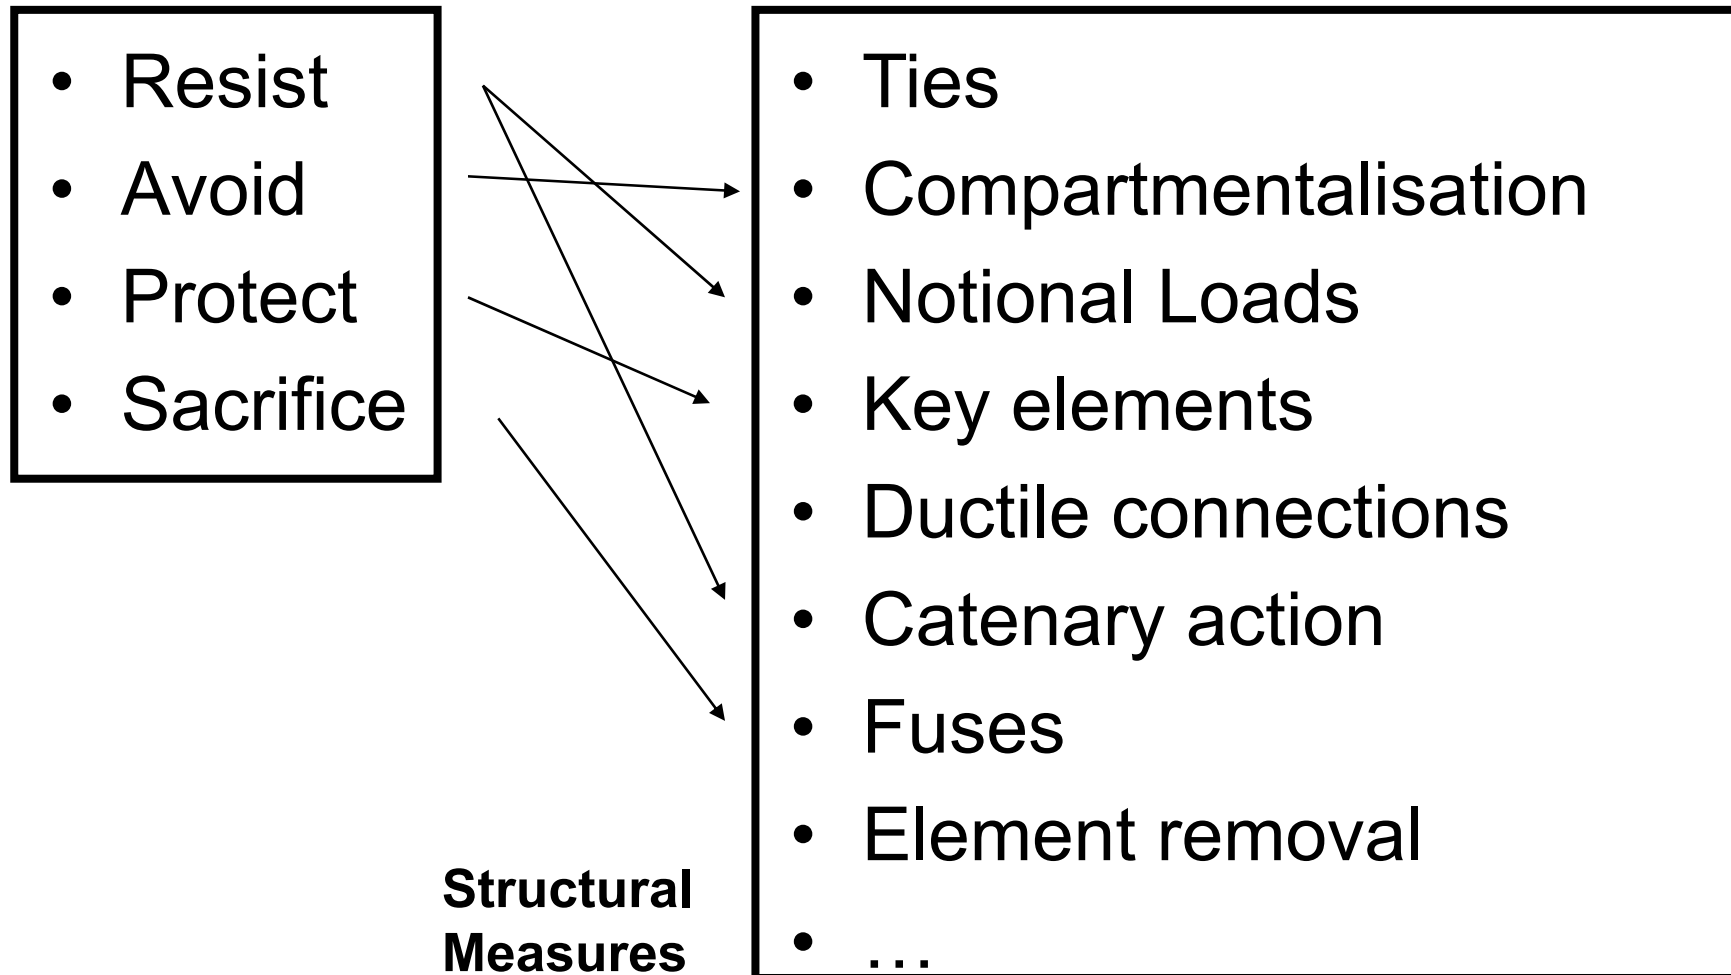 • Resist
• Avoid
• Protect
• Sacrifice
• Ties
• Compartmentalisation
• Notional Loads
• Key elements
• Ductile connections
• Catenary action
• Fuses
• Element removal
• …
Structural
Measures